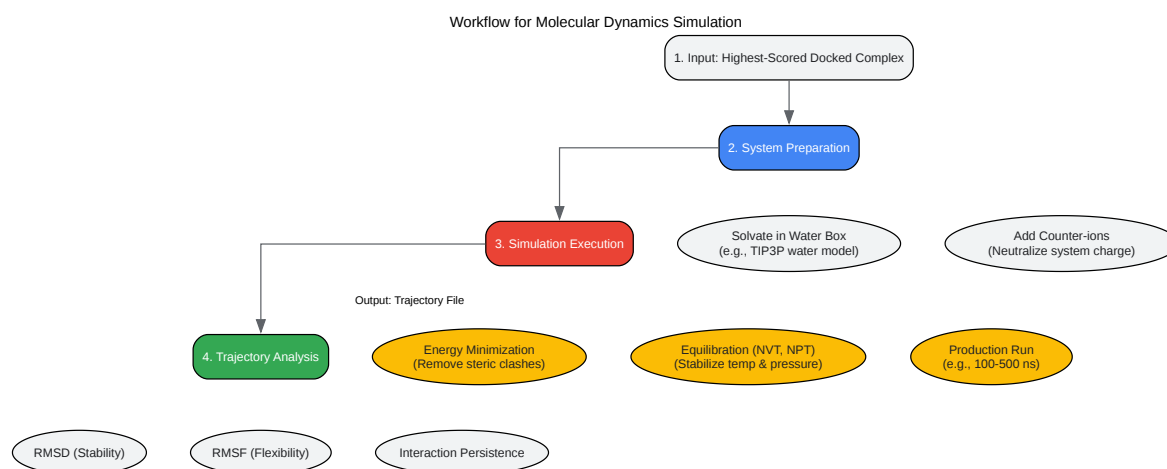 Workflow for Molecular Dynamics Simulation
1. Input: Highest-Scored Docked Complex
2. System Preparation
3. Simulation Execution
Solvate in Water Box
(e.g., TIP3P water model)
Add Counter-ions
(Neutralize system charge)
Output: Trajectory File
4. Trajectory Analysis
Energy Minimization
(Remove steric clashes)
Equilibration (NVT, NPT)
(Stabilize temp & pressure)
Production Run
(e.g., 100-500 ns)
RMSD (Stability)
RMSF (Flexibility)
Interaction Persistence